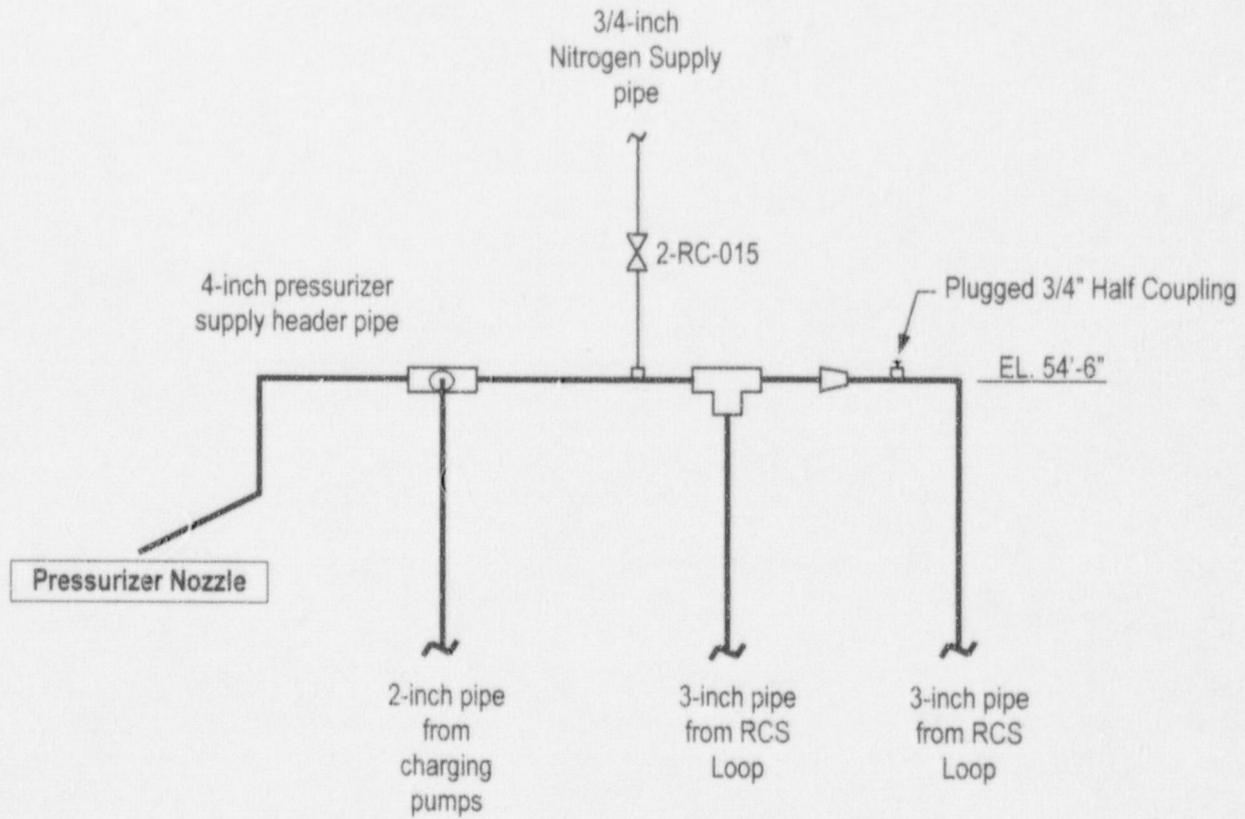 3/4-inch
Nitrogen Supply
pipe
2-RC-015
4-inch pressurizer
supply header pipe
Plugged 3/4" Half Coupling
EL. 54'-6"
Pressurizer Nozzle
2-inch pipe
from
charging
pumps
3-inch pipe
from RCS
Loop
3-inch pipe
from RCS
Loop